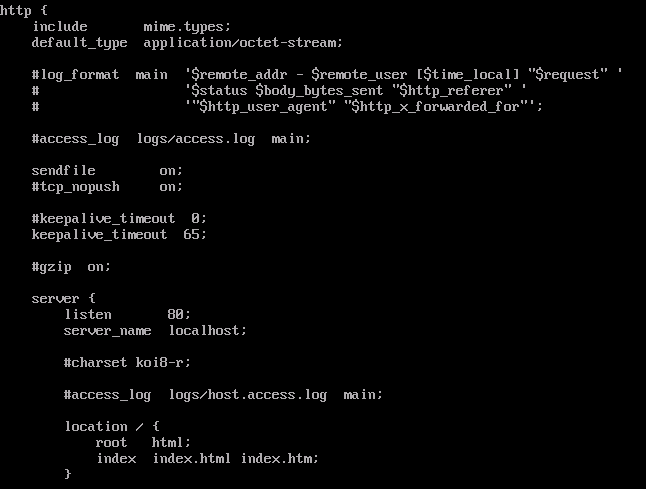 http {
    include       mime.types;
    default_type  application/octet-stream;

    #log_format  main  '$remote_addr - $remote_user [$time_local] "$request" '
    #                  '$status $body_bytes_sent "$http_referer" '
    #                  '"$http_user_agent" "$http_x_forwarded_for"';

    #access_log  logs/access.log  main;

    sendfile        on;
    #tcp_nopush     on;

    #keepalive_timeout  0;
    keepalive_timeout  65;

    #gzip  on;

    server {
        listen       80;
        server_name  localhost;

        #charset koi8-r;

        #access_log  logs/host.access.log  main;

        location / {
            root   html;
            index  index.html index.htm;
        }